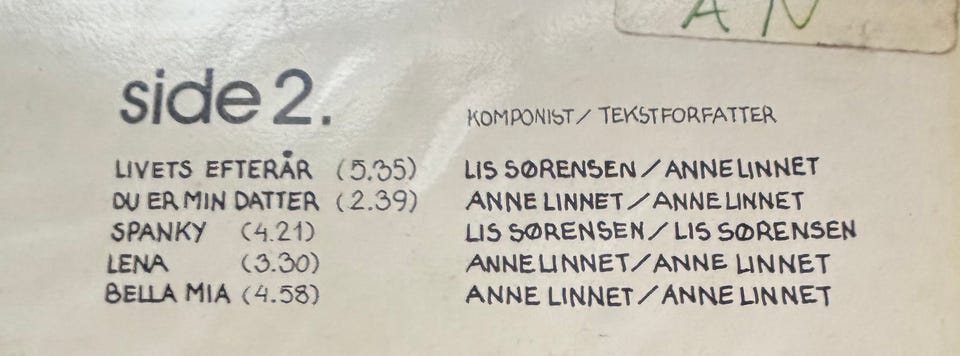 AN
side 2.
KOMPONIST / TEKSTFORFATTER
LIVETS EFTERÅR (5.35) LIS SØRENSEN / ANNE LINNET
DU ER MIN DATTER (2.39) ANNE LINNET / ANNE LINNET
SPANKY (4.21) LIS SØRENSEN / LIS SØRENSEN
LENA (3.30) ANNE LINNET / ANNE LINNET
BELLA MIA (4.58) ANNE LINNET / ANNE LINNET